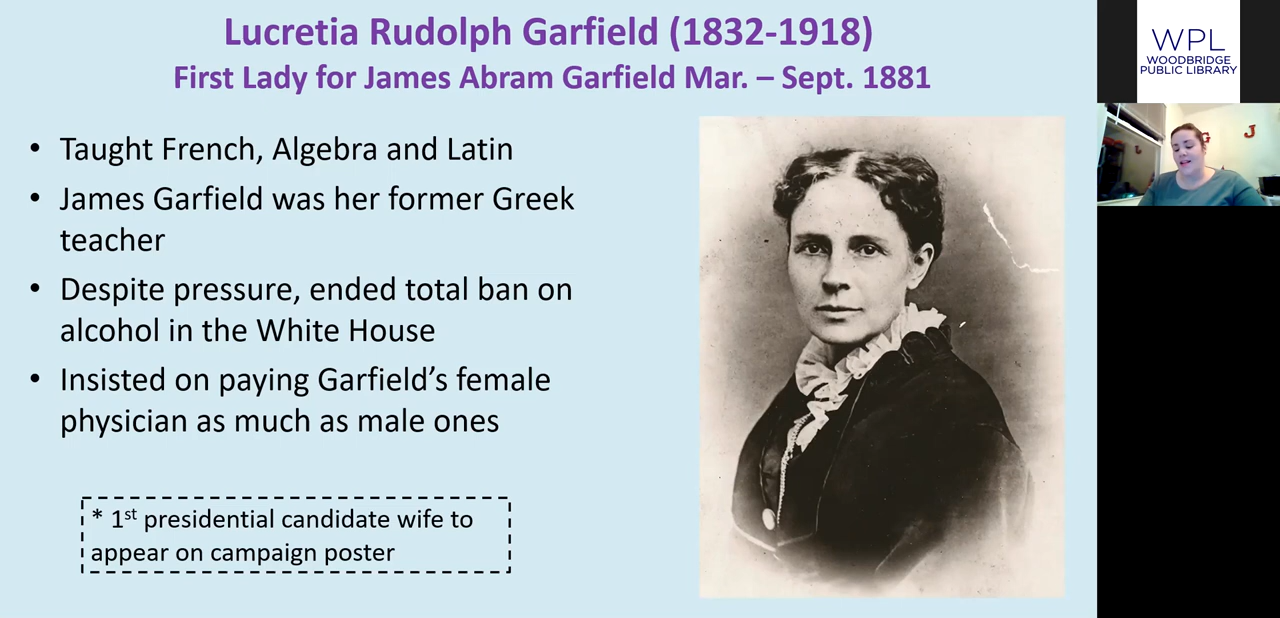 Lucretia Rudolph Garfield (1832-1918)
First Lady for James Abram Garfield Mar. – Sept. 1881
• Taught French, Algebra and Latin
• James Garfield was her former Greek
teacher
• Despite pressure, ended total ban on
alcohol in the White House
• Insisted on paying Garfield’s female
physician as much as male ones
* 1st presidential candidate wife to
appear on campaign poster
WPL
WOODBRIDGE
PUBLIC LIBRARY
G J